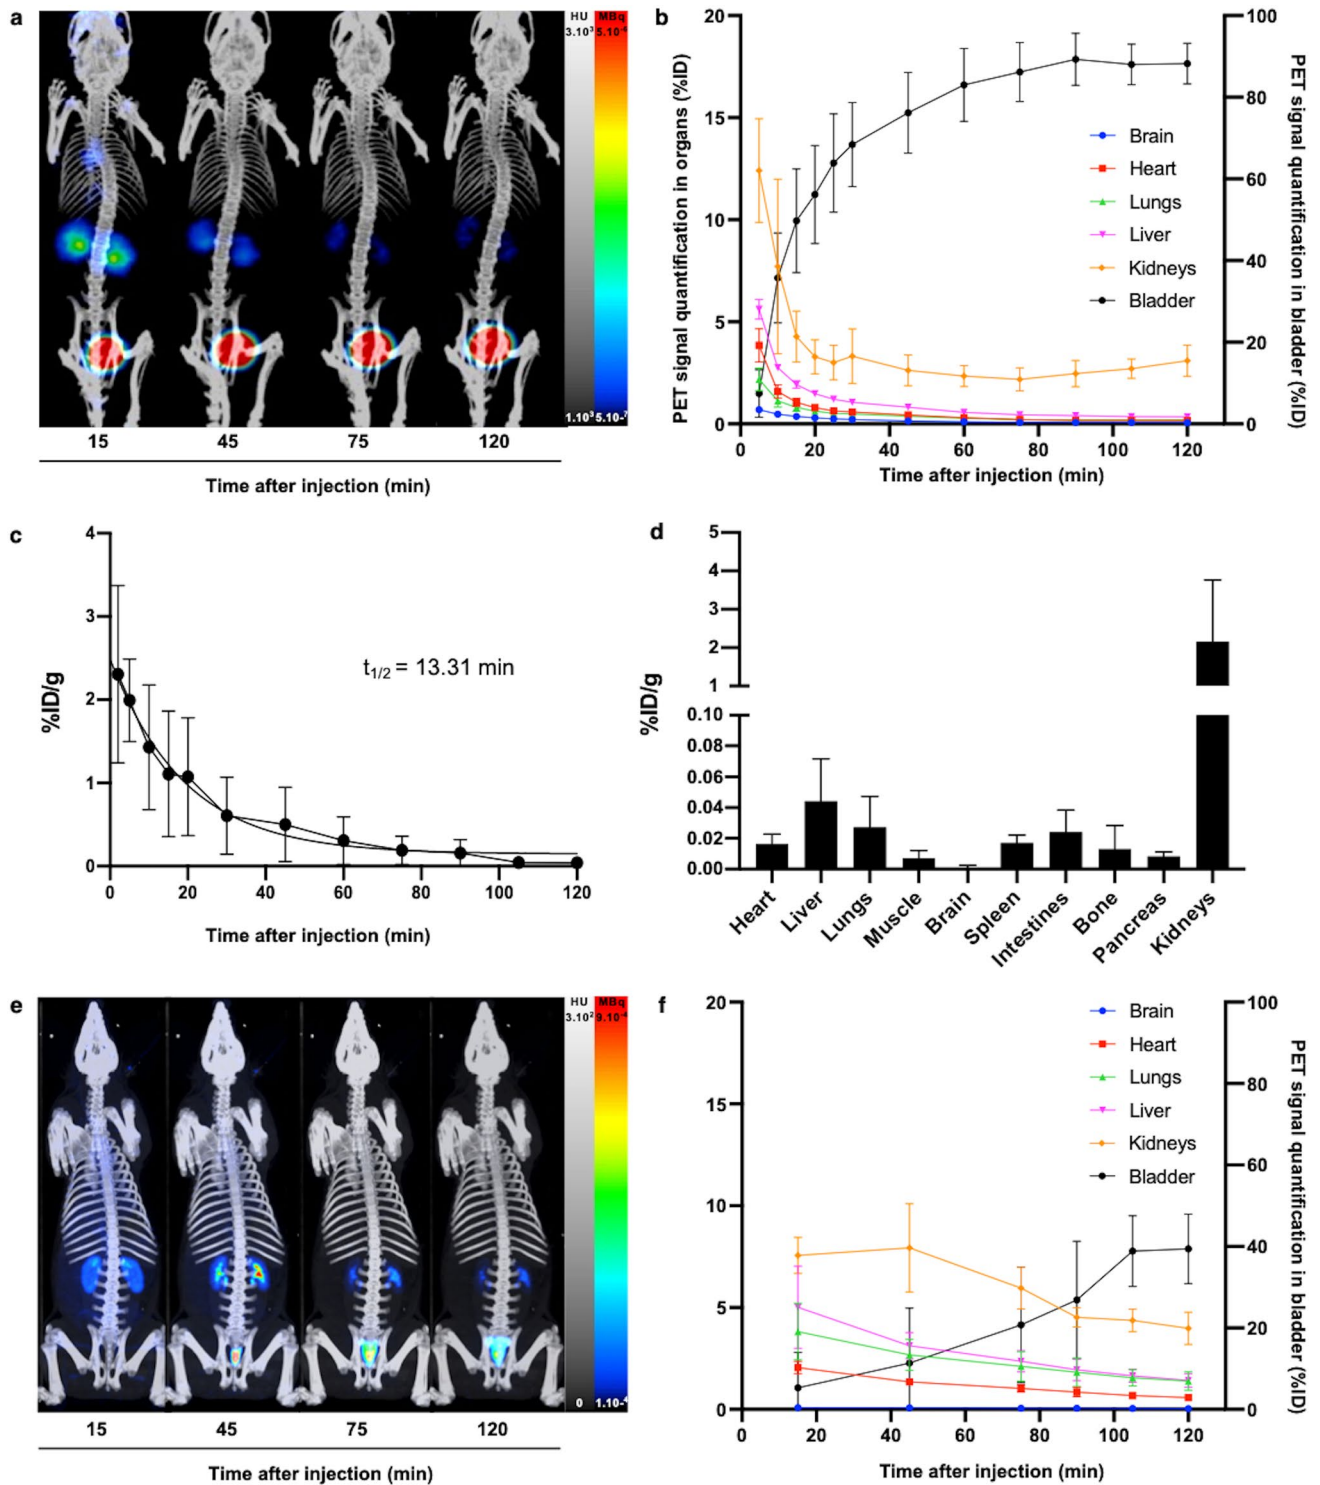 a
HU MBq
3.10³ 5.10⁻⁴
1.10³ 5.10⁻⁷
15 45 75 120
Time after injection (min)
b
PET signal quantification in organs (%ID)
20
15
10
5
0
Brain
Heart
Lungs
Liver
Kidneys
Bladder
100
80
60
40
20
0
PET signal quantification in bladder (%ID)
0 20 40 60 80 100 120
Time after injection (min)
c
%ID/g
4
3
2
1
0
t1/2 = 13.31 min
0 20 40 60 80 100 120
Time after injection (min)
d
%ID/g
5
4
3
2
1
0.10
0.08
0.06
0.04
0.02
0.00
Heart
Liver
Lungs
Muscle
Brain
Spleen
Intestines
Bone
Pancreas
Kidneys
e
HU MBq
3.10² 9.10⁻⁴
0 1.10⁻⁴
15 45 75 120
Time after injection (min)
f
20
15
10
5
0
Brain
Heart
Lungs
Liver
Kidneys
Bladder
100
80
60
40
20
0
PET signal quantification in bladder (%ID)
0 20 40 60 80 100 120
Time after injection (min)